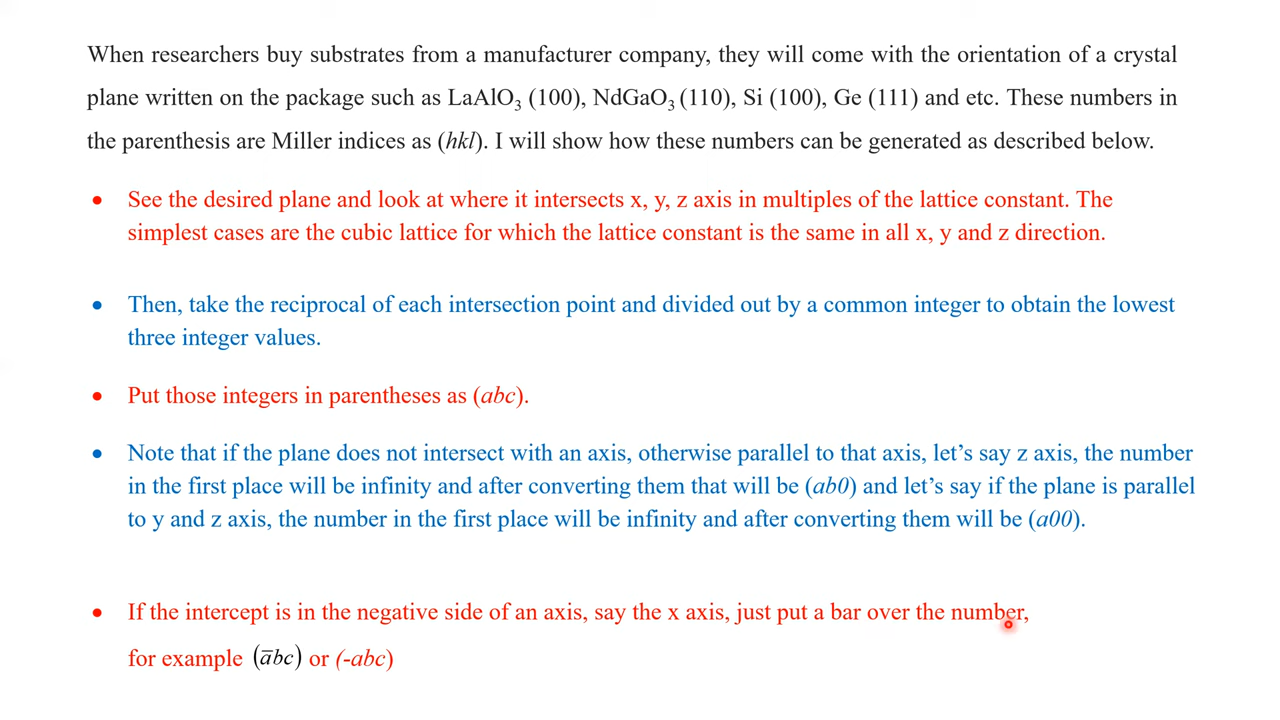 When researchers buy substrates from a manufacturer company, they will come with the orientation of a crystal
plane written on the package such as LaAlO₃ (100), NdGaO₃ (110), Si (100), Ge (111) and etc. These numbers in
the parenthesis are Miller indices as (hkl). I will show how these numbers can be generated as described below.
• See the desired plane and look at where it intersects x, y, z axis in multiples of the lattice constant. The
simplest cases are the cubic lattice for which the lattice constant is the same in all x, y and z direction.
• Then, take the reciprocal of each intersection point and divided out by a common integer to obtain the lowest
three integer values.
• Put those integers in parentheses as (abc).
• Note that if the plane does not intersect with an axis, otherwise parallel to that axis, let’s say z axis, the number
in the first place will be infinity and after converting them that will be (ab0) and let’s say if the plane is parallel
to y and z axis, the number in the first place will be infinity and after converting them will be (a00).
• If the intercept is in the negative side of an axis, say the x axis, just put a bar over the number,
for example (a̅bc) or (-abc)